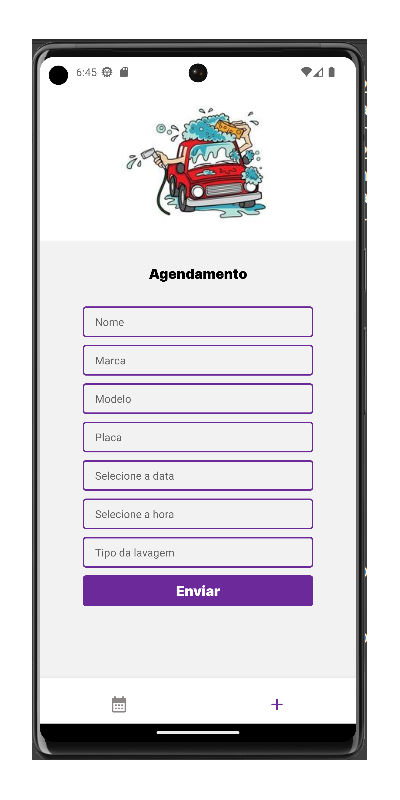 6:45
Agendamento
Nome
Marca
Modelo
Placa
Selecione a data
Selecione a hora
Tipo da lavagem
Enviar